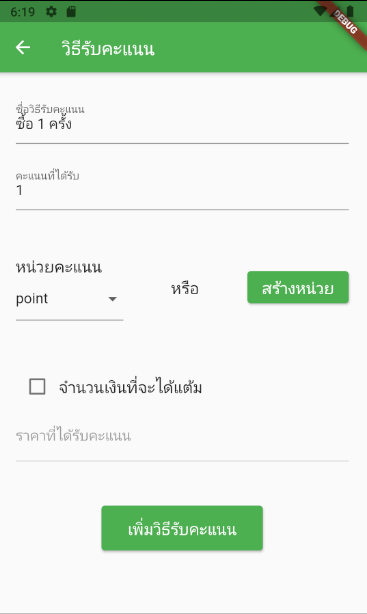 6:19
DEBUG
วิธีรับคะแนน
ชื่อวิธีรับคะแนน
ซื้อ 1 ครั้ง
คะแนนที่ได้รับ
1
หน่วยคะแนน
point
หรือ
สร้างหน่วย
จำนวนเงินที่จะได้แต้ม
ราคาที่ได้รับคะแนน
เพิ่มวิธีรับคะแนน